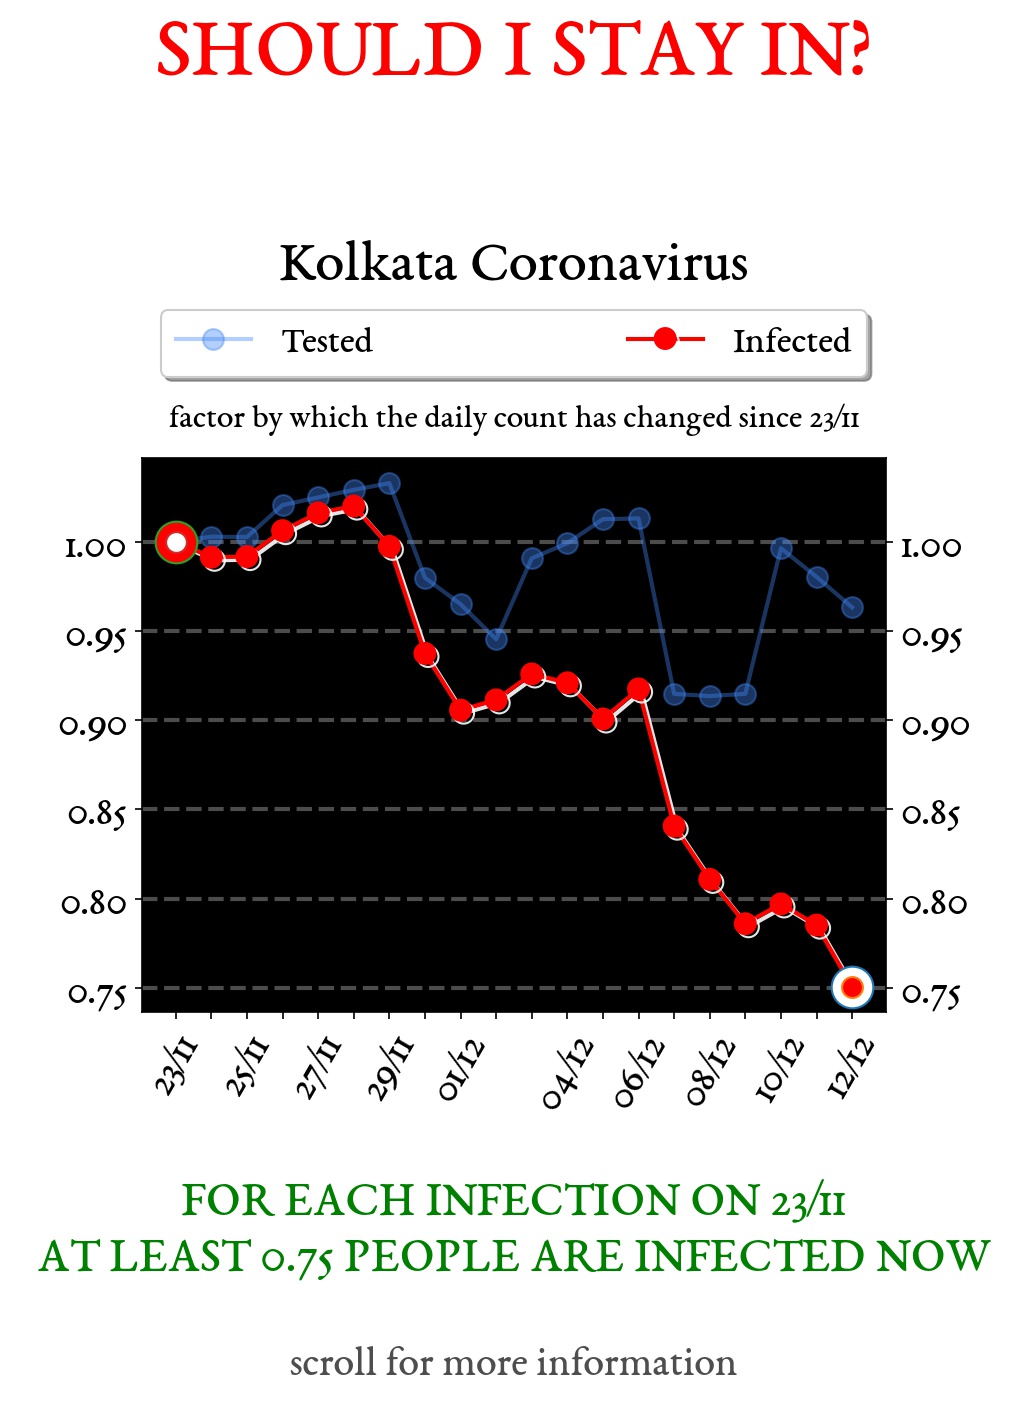 SHOULD I STAY IN?
Kolkata Coronavirus
Tested Infected
factor by which the daily count has changed since 23/11
1.00 1.00
0.95 0.95
0.90 0.90
0.85 0.85
0.80 0.80
0.75 0.75
23/11 25/11 27/11 29/11 01/12 04/12 06/12 08/12 10/12 12/12
FOR EACH INFECTION ON 23/11
AT LEAST 0.75 PEOPLE ARE INFECTED NOW
scroll for more information